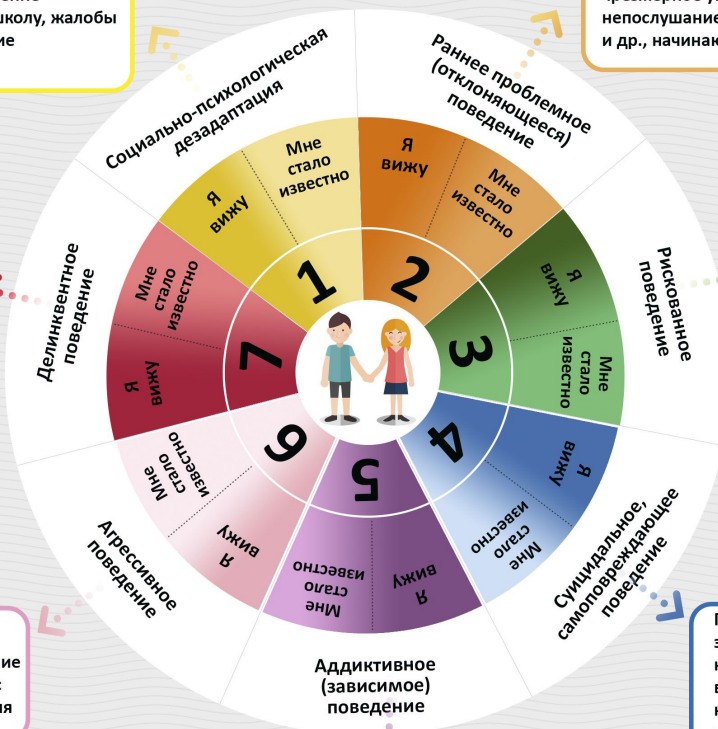 школу, жалобы
непослушание
и др., начинаю
Социально-психологическая
дезадаптация
Мне
стало
известно
Я
вижу
1
Раннее проблемное
(отклоняющееся)
поведение
Я
вижу
Мне
стало
известно
2
Рискованное
поведение
Я
вижу
Мне
стало
известно
3
Суицидальное,
самоповреждающее
поведение
Я
вижу
Мне
стало
известно
4
Аддиктивное
(зависимое)
поведение
Я
вижу
Мне
стало
известно
5
Агрессивное
поведение
Я
вижу
Мне
стало
известно
6
Делинквентное
поведение
Я
вижу
Мне
стало
известно
7